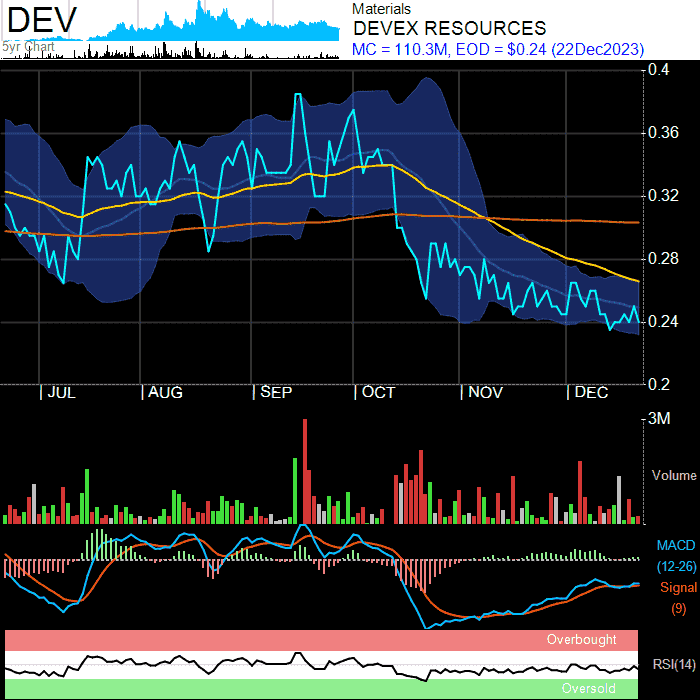 DEV
5yr Chart
Materials
DEVEX RESOURCES
MC = 110.3M, EOD = $0.24 (22Dec2023)
0.4
0.36
0.32
0.28
0.24
0.2
JUL AUG SEP OCT NOV DEC
3M
Volume
MACD
(12-26)
Signal
(9)
Overbought
RSI(14)
Oversold